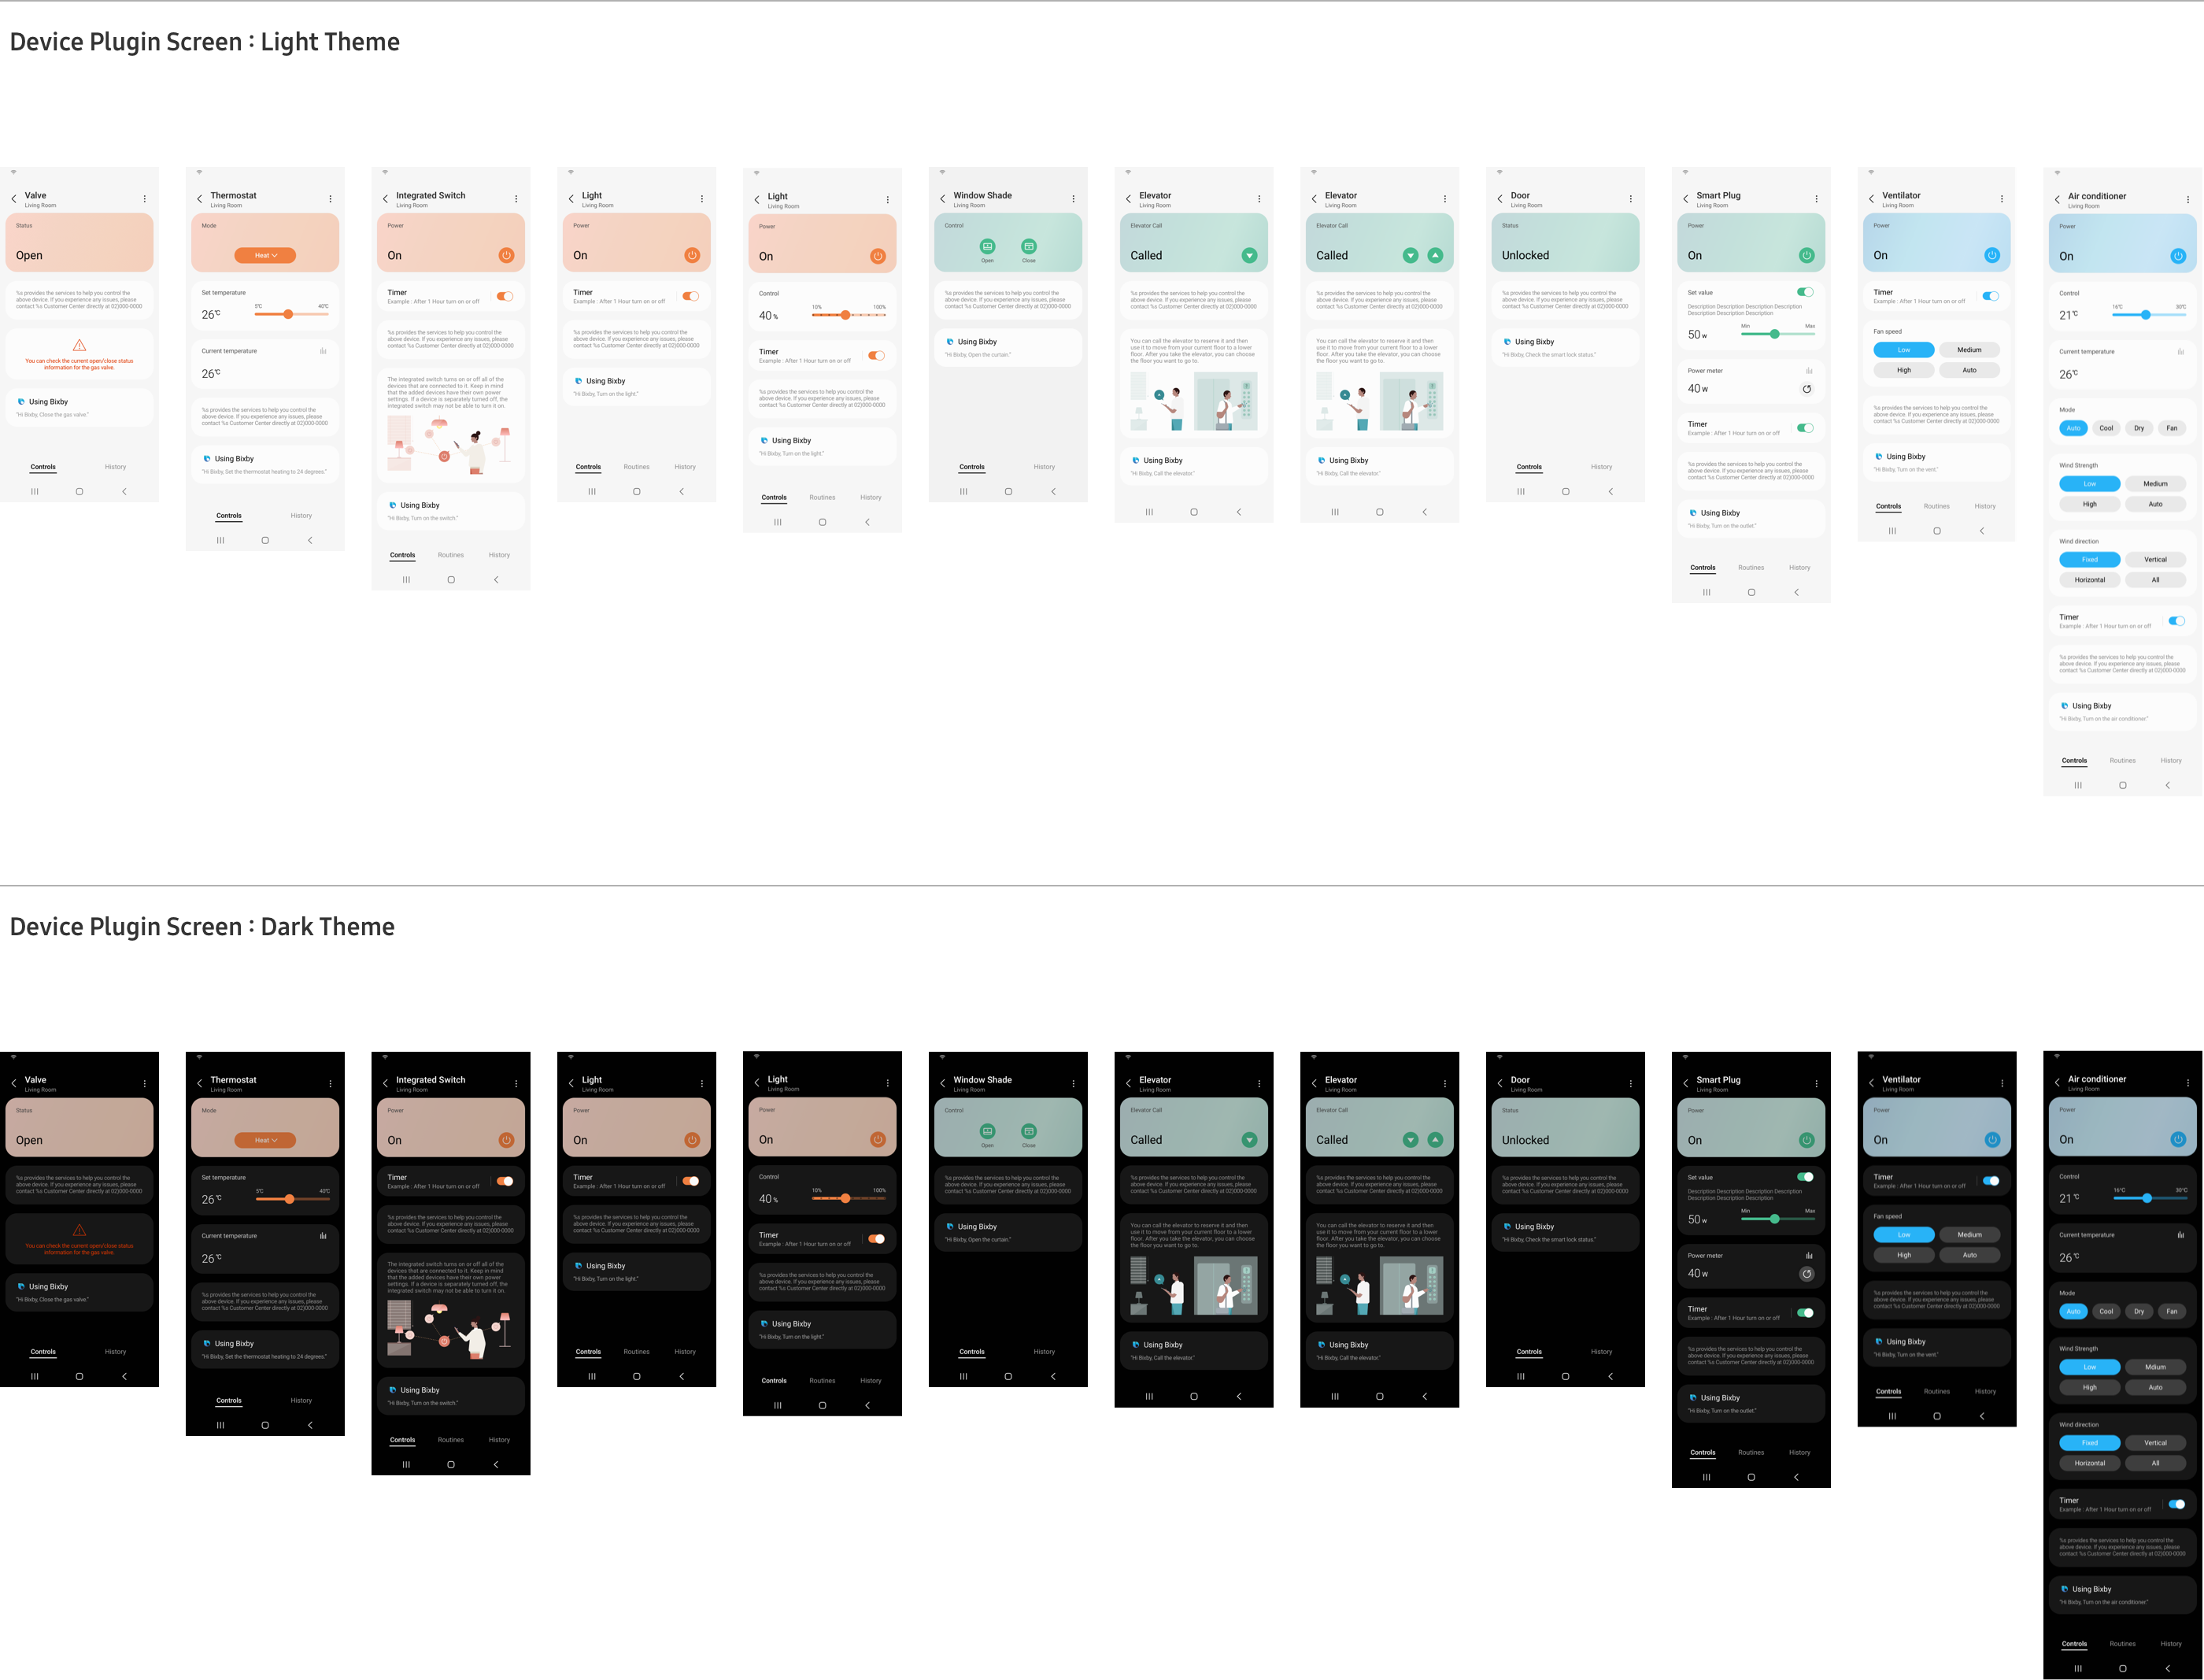 Device Plugin Screen : Light Theme
Valve
Living Room
Status
Open
%s provides the services to help you control the
above device. If you experience any issues, please
contact %s Customer Center directly at 02)000-0000
You can check the current open/close status
information for the gas valve.
Using Bixby
"Hi Bixby, Close the gas valve."
Controls
History
Thermostat
Living Room
Mode
Heat
Set temperature
5℃
40℃
26℃
Current temperature
26℃
%s provides the services to help you control the
above device. If you experience any issues, please
contact %s Customer Center directly at 02)000-0000
Using Bixby
"Hi Bixby, Set the thermostat heating to 24 degrees."
Controls
History
Integrated Switch
Living Room
Power
On
Timer
Example : After 1 Hour turn on or off
%s provides the services to help you control the
above device. If you experience any issues, please
contact %s Customer Center directly at 02)000-0000
The integrated switch turns on or off all of the
devices that are connected to it. Keep in mind
that the added devices have their own power
settings. If a device is separately turned off, the
integrated switch may not be able to turn it on.
Using Bixby
"Hi Bixby, Turn on the switch."
Controls
Routines
History
Light
Living Room
Power
On
Timer
Example : After 1 Hour turn on or off
%s provides the services to help you control the
above device. If you experience any issues, please
contact %s Customer Center directly at 02)000-0000
Using Bixby
"Hi Bixby, Turn on the light."
Controls
Routines
History
Light
Living Room
Power
On
Control
10%
100%
40 %
Timer
Example : After 1 Hour turn on or off
%s provides the services to help you control the
above device. If you experience any issues, please
contact %s Customer Center directly at 02)000-0000
Using Bixby
"Hi Bixby, Turn on the light."
Controls
Routines
History
Window Shade
Living Room
Control
Open
Close
%s provides the services to help you control the
above device. If you experience any issues, please
contact %s Customer Center directly at 02)000-0000
Using Bixby
"Hi Bixby, Open the curtain."
Controls
History
Elevator
Living Room
Elevator Call
Called
%s provides the services to help you control the
above device. If you experience any issues, please
contact %s Customer Center directly at 02)000-0000
You can call the elevator to reserve it and then
use it to move from your current floor to a lower
floor. After you take the elevator, you can choose
the floor you want to go to.
Using Bixby
"Hi Bixby, Call the elevator."
Elevator
Living Room
Elevator Call
Called
%s provides the services to help you control the
above device. If you experience any issues, please
contact %s Customer Center directly at 02)000-0000
You can call the elevator to reserve it and then
use it to move from your current floor to a lower
floor. After you take the elevator, you can choose
the floor you want to go to.
Using Bixby
"Hi Bixby, Call the elevator."
Door
Living Room
Status
Unlocked
%s provides the services to help you control the
above device. If you experience any issues, please
contact %s Customer Center directly at 02)000-0000
Using Bixby
"Hi Bixby, Check the smart lock status."
Controls
History
Smart Plug
Living Room
Power
On
Set value
Description Description Description Description
Description Description Description
Min
Max
50 w
Power meter
40 w
Timer
Example : After 1 Hour turn on or off
%s provides the services to help you control the
above device. If you experience any issues, please
contact %s Customer Center directly at 02)000-0000
Using Bixby
"Hi Bixby, Turn on the outlet."
Controls
Routines
History
Ventilator
Living Room
Power
On
Timer
Example : After 1 Hour turn on or off
Fan speed
Low
Medium
High
Auto
%s provides the services to help you control the
above device. If you experience any issues, please
contact %s Customer Center directly at 02)000-0000
Using Bixby
"Hi Bixby, Turn on the vent."
Controls
Routines
History
Air conditioner
Living Room
Power
On
Control
16℃
30℃
21℃
Current temperature
26℃
Mode
Auto
Cool
Dry
Fan
Wind Strength
Low
Medium
High
Auto
Wind direction
Fixed
Vertical
Horizontal
All
Timer
Example : After 1 Hour turn on or off
%s provides the services to help you control the
above device. If you experience any issues, please
contact %s Customer Center directly at 02)000-0000
Using Bixby
"Hi Bixby, Turn on the air conditioner."
Controls
Routines
History
Device Plugin Screen : Dark Theme
Valve
Living Room
Status
Open
%s provides the services to help you control the
above device. If you experience any issues, please
contact %s Customer Center directly at 02)000-0000
You can check the current open/close status
information for the gas valve.
Using Bixby
"Hi Bixby, Close the gas valve."
Controls
History
Thermostat
Living Room
Mode
Heat
Set temperature
5℃
40℃
26℃
Current temperature
26℃
%s provides the services to help you control the
above device. If you experience any issues, please
contact %s Customer Center directly at 02)000-0000
Using Bixby
"Hi Bixby, Set the thermostat heating to 24 degrees."
Controls
History
Integrated Switch
Living Room
Power
On
Timer
Example : After 1 Hour turn on or off
%s provides the services to help you control the
above device. If you experience any issues, please
contact %s Customer Center directly at 02)000-0000
The integrated switch turns on or off all of the
devices that are connected to it. Keep in mind
that the added devices have their own power
settings. If a device is separately turned off, the
integrated switch may not be able to turn it on.
Using Bixby
"Hi Bixby, Turn on the switch."
Controls
Routines
History
Light
Living Room
Power
On
Timer
Example : After 1 Hour turn on or off
%s provides the services to help you control the
above device. If you experience any issues, please
contact %s Customer Center directly at 02)000-0000
Using Bixby
"Hi Bixby, Turn on the light."
Controls
Routines
History
Light
Living Room
Power
On
Control
10%
100%
40 %
Timer
Example : After 1 Hour turn on or off
%s provides the services to help you control the
above device. If you experience any issues, please
contact %s Customer Center directly at 02)000-0000
Using Bixby
"Hi Bixby, Turn on the light."
Controls
Routines
History
Window Shade
Living Room
Control
Open
Close
%s provides the services to help you control the
above device. If you experience any issues, please
contact %s Customer Center directly at 02)000-0000
Using Bixby
"Hi Bixby, Open the curtain."
Controls
History
Elevator
Living Room
Elevator Call
Called
%s provides the services to help you control the
above device. If you experience any issues, please
contact %s Customer Center directly at 02)000-0000
You can call the elevator to reserve it and then
use it to move from your current floor to a lower
floor. After you take the elevator, you can choose
the floor you want to go to.
Using Bixby
"Hi Bixby, Call the elevator."
Elevator
Living Room
Elevator Call
Called
%s provides the services to help you control the
above device. If you experience any issues, please
contact %s Customer Center directly at 02)000-0000
You can call the elevator to reserve it and then
use it to move from your current floor to a lower
floor. After you take the elevator, you can choose
the floor you want to go to.
Using Bixby
"Hi Bixby, Call the elevator."
Door
Living Room
Status
Unlocked
%s provides the services to help you control the
above device. If you experience any issues, please
contact %s Customer Center directly at 02)000-0000
Using Bixby
"Hi Bixby, Check the smart lock status."
Controls
History
Smart Plug
Living Room
Power
On
Set value
Description Description Description Description
Description Description Description
Min
Max
50 w
Power meter
40 w
Timer
Example : After 1 Hour turn on or off
%s provides the services to help you control the
above device. If you experience any issues, please
contact %s Customer Center directly at 02)000-0000
Using Bixby
"Hi Bixby, Turn on the outlet."
Controls
Routines
History
Ventilator
Living Room
Power
On
Timer
Example : After 1 Hour turn on or off
Fan speed
Low
Medium
High
Auto
%s provides the services to help you control the
above device. If you experience any issues, please
contact %s Customer Center directly at 02)000-0000
Using Bixby
"Hi Bixby, Turn on the vent."
Controls
Routines
History
Air conditioner
Living Room
Power
On
Control
16℃
30℃
21℃
Current temperature
26℃
Mode
Auto
Cool
Dry
Fan
Wind Strength
Low
Mdium
High
Auto
Wind direction
Fixed
Vertical
Horizontal
All
Timer
Example : After 1 Hour turn on or off
%s provides the services to help you control the
above device. If you experience any issues, please
contact %s Customer Center directly at 02)000-0000
Using Bixby
"Hi Bixby, Turn on the air conditioner."
Controls
Routines
History